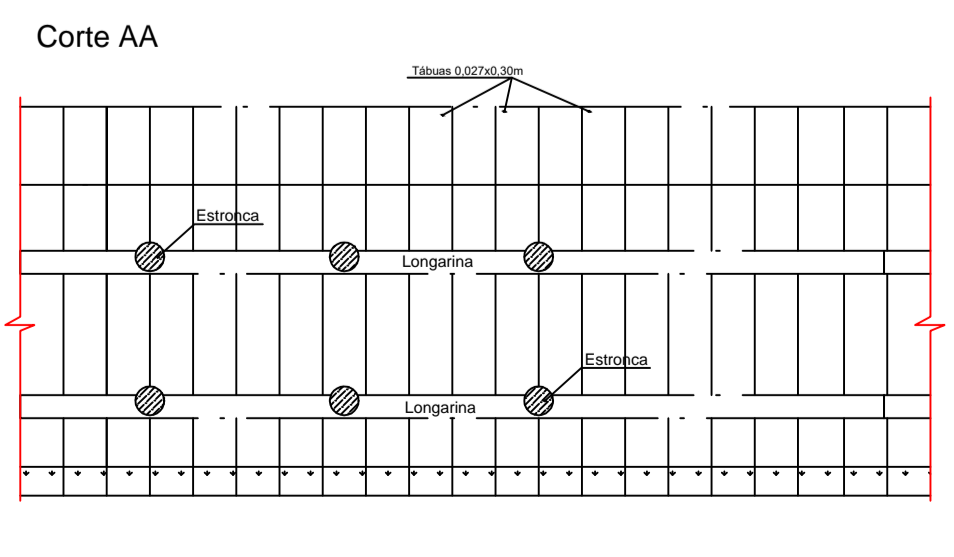 Corte AA
Tábuas 0,027x0,30m
Estronca
Longarina
Estronca
Longarina